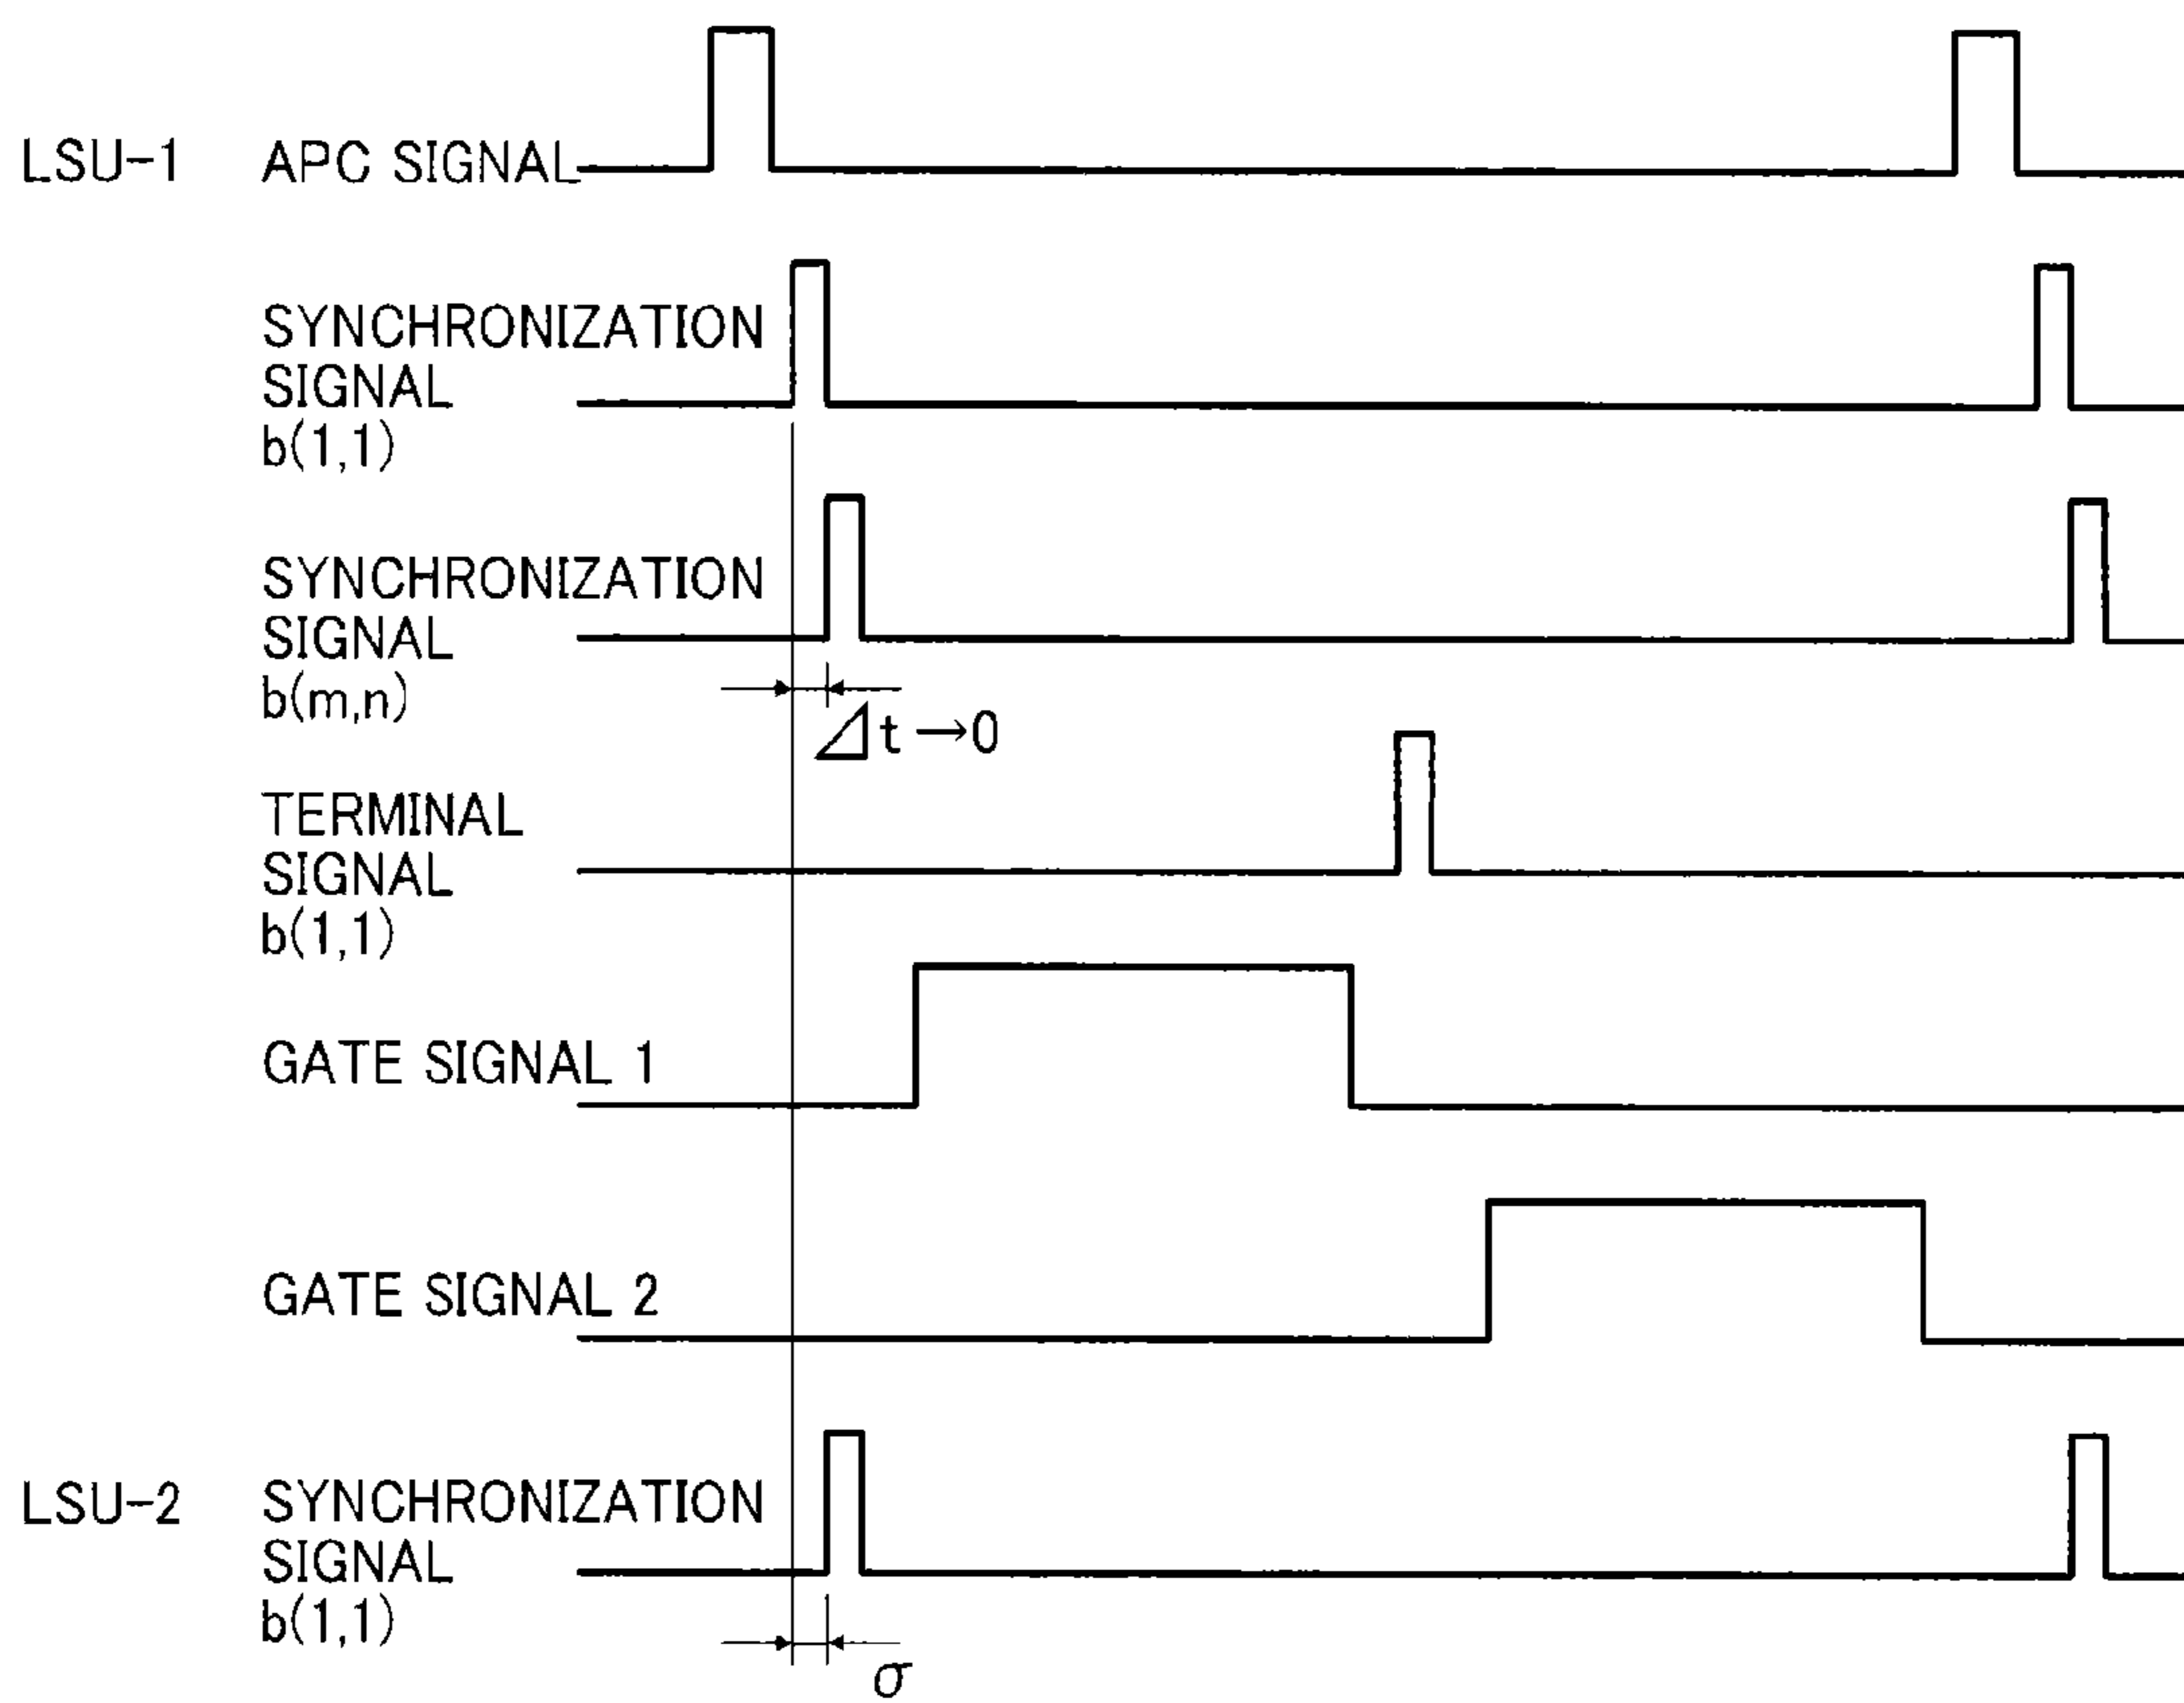 LSU-1 APC SIGNAL
SYNCHRONIZATION
SIGNAL
b(1,1)
SYNCHRONIZATION
SIGNAL
b(m,n)
⊿t→0
TERMINAL
SIGNAL
b(1,1)
GATE SIGNAL 1
GATE SIGNAL 2
LSU-2 SYNCHRONIZATION
SIGNAL
b(1,1)
σ